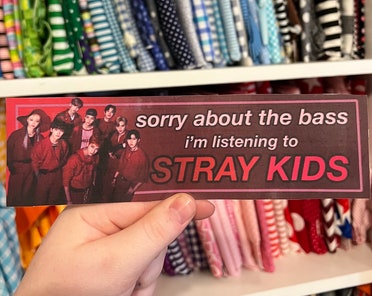 sorry about the bass
i'm listening to
STRAY KIDS